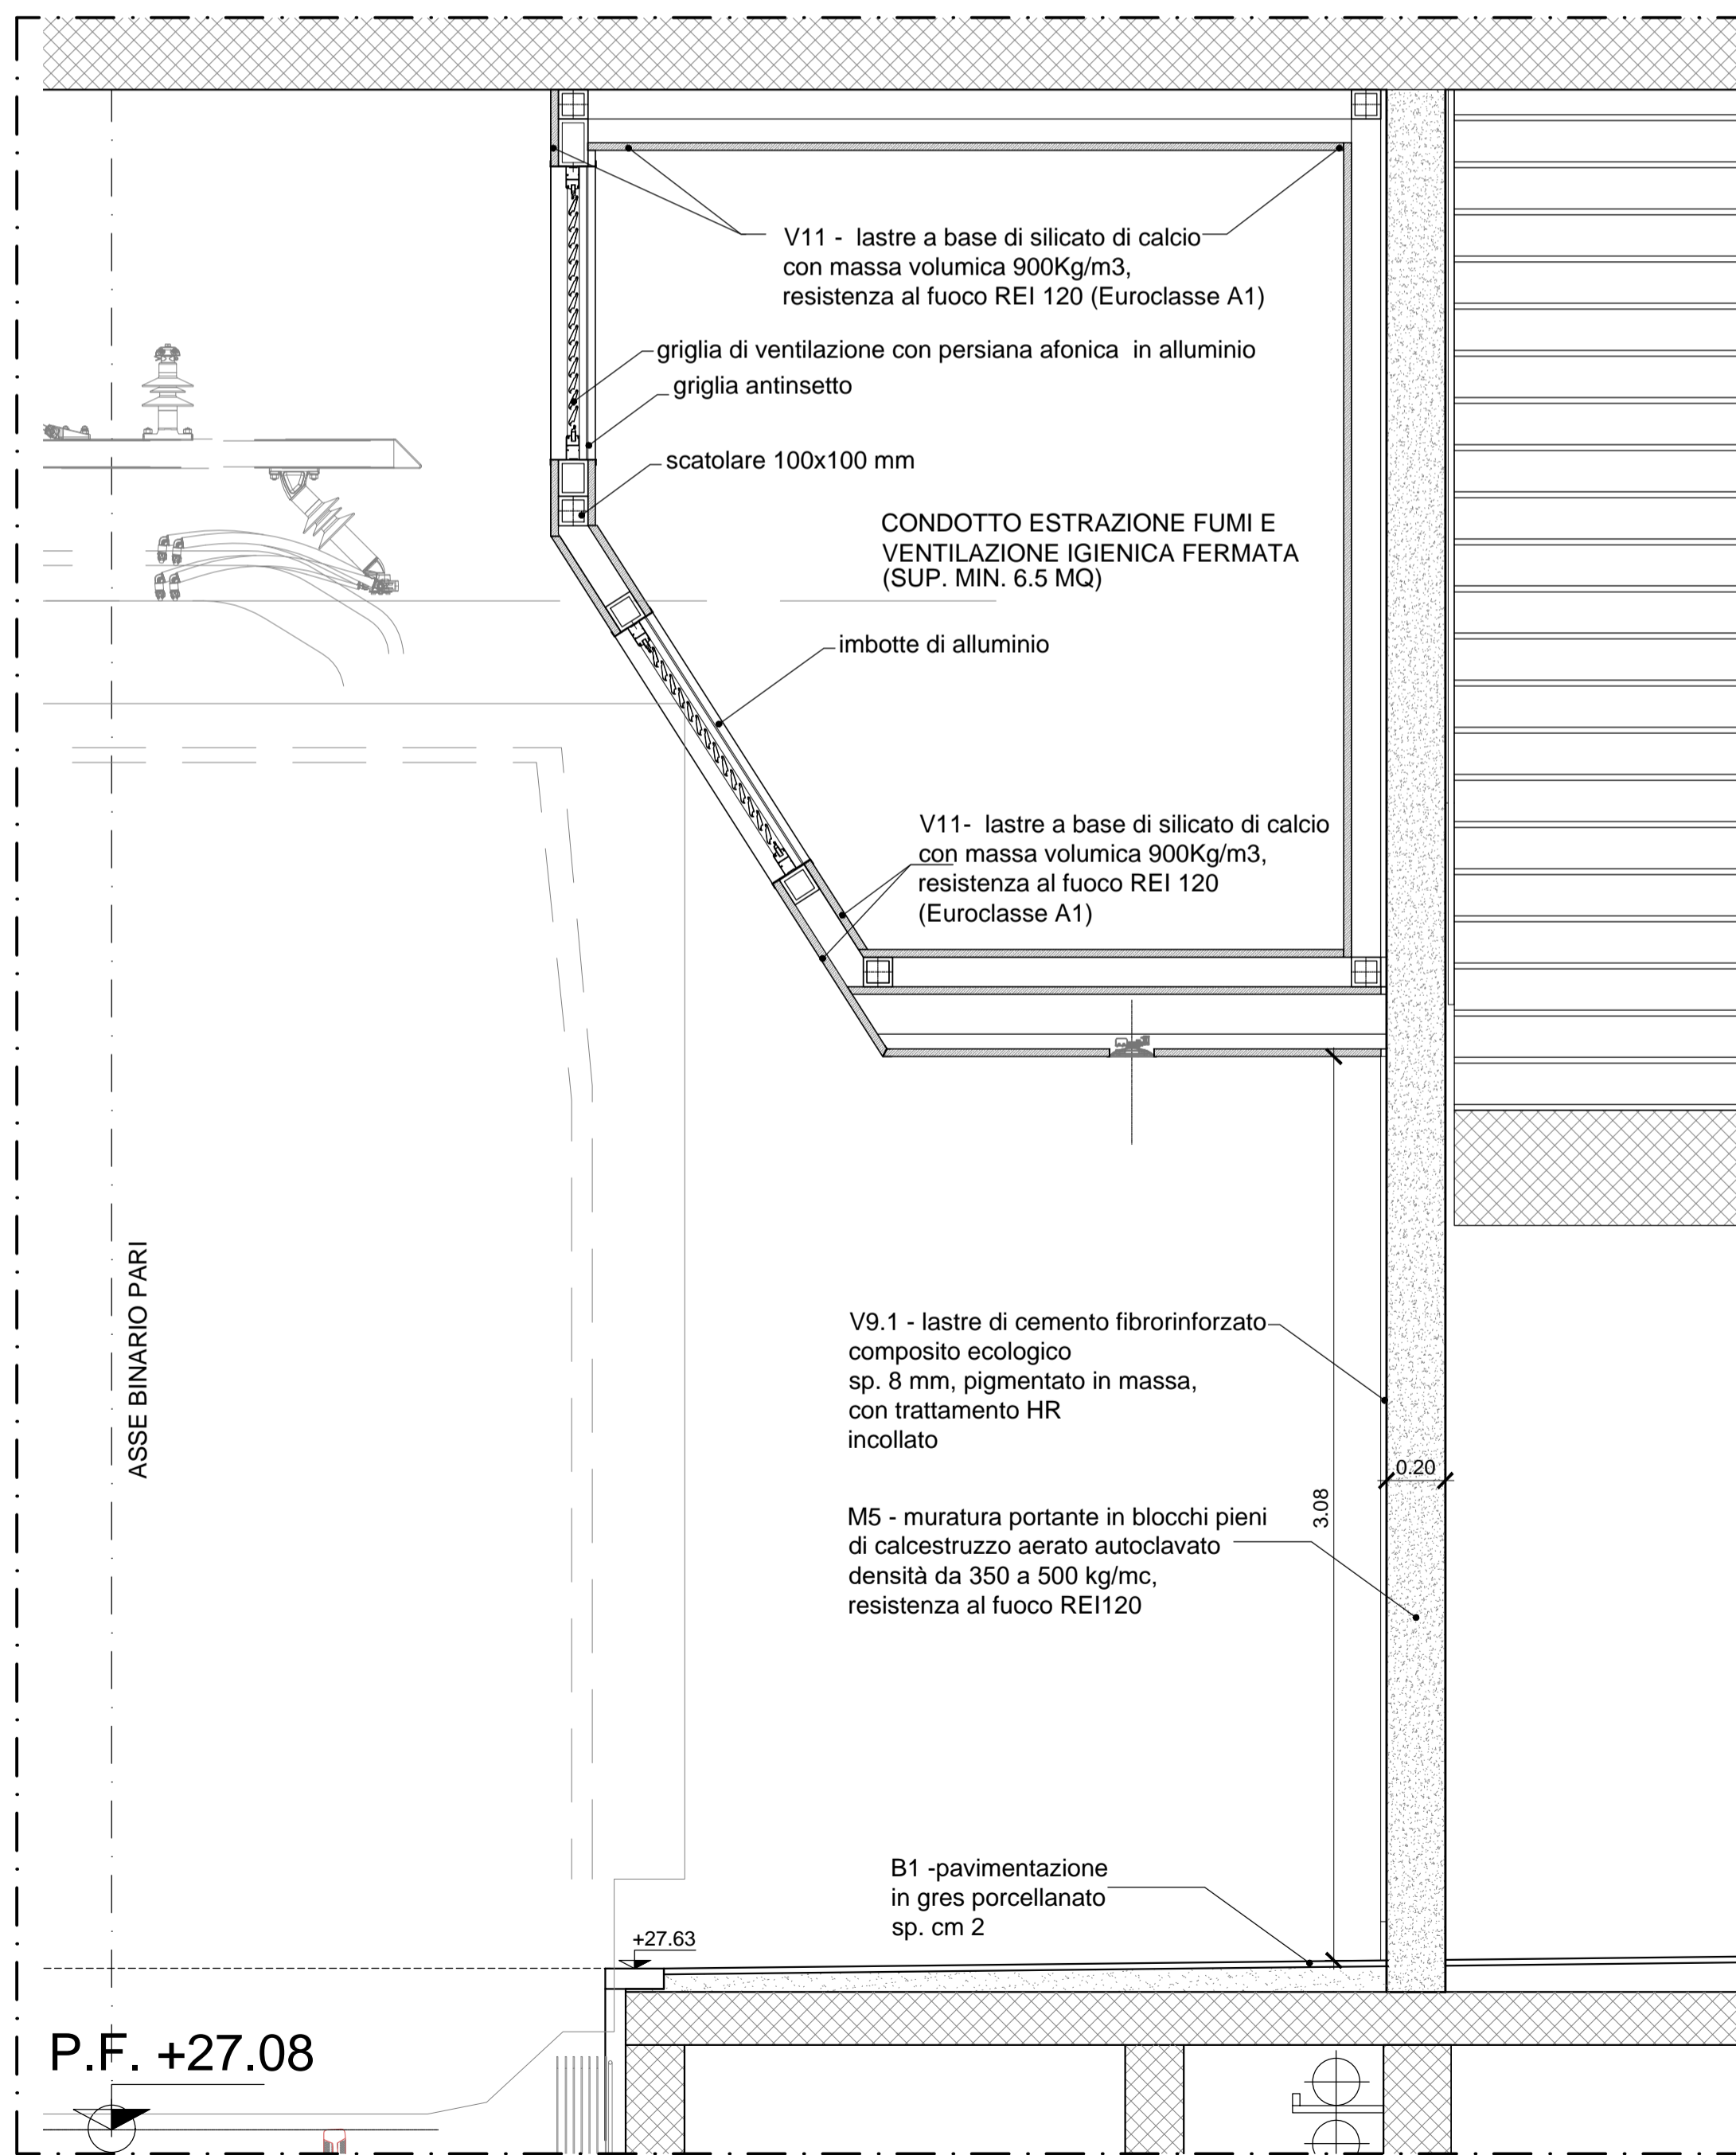 V11 - lastre a base di silicato di calcio
con massa volumica 900Kg/m3,
resistenza al fuoco REI 120 (Euroclasse A1)
griglia di ventilazione con persiana afonica in alluminio
griglia antinsetto
scatolare 100x100 mm
CONDOTTO ESTRAZIONE FUMI E
VENTILAZIONE IGIENICA FERMATA
(SUP. MIN. 6.5 MQ)
imbotte di alluminio
V11- lastre a base di silicato di calcio
con massa volumica 900Kg/m3,
resistenza al fuoco REI 120
(Euroclasse A1)
ASSE BINARIO PARI
V9.1 - lastre di cemento fibrorinforzato
composito ecologico
sp. 8 mm, pigmentato in massa,
con trattamento HR
incollato
0.20
3.08
M5 - muratura portante in blocchi pieni
di calcestruzzo aerato autoclavato
densità da 350 a 500 kg/mc,
resistenza al fuoco REI120
B1 -pavimentazione
in gres porcellanato
sp. cm 2
+27.63
P.F. +27.08